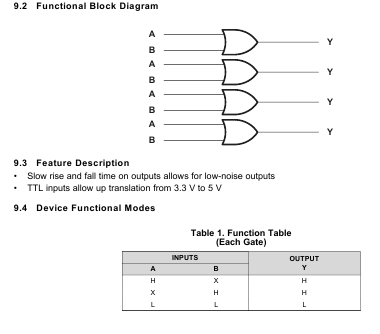 9.2 Functional Block Diagram
A
B
Y
A
B
Y
A
B
Y
A
B
Y
9.3 Feature Description
• Slow rise and fall time on outputs allows for low-noise outputs
• TTL inputs allow up translation from 3.3 V to 5 V
9.4 Device Functional Modes
Table 1. Function Table
(Each Gate)
INPUTS OUTPUT
A B Y
H X H
X H H
L L L